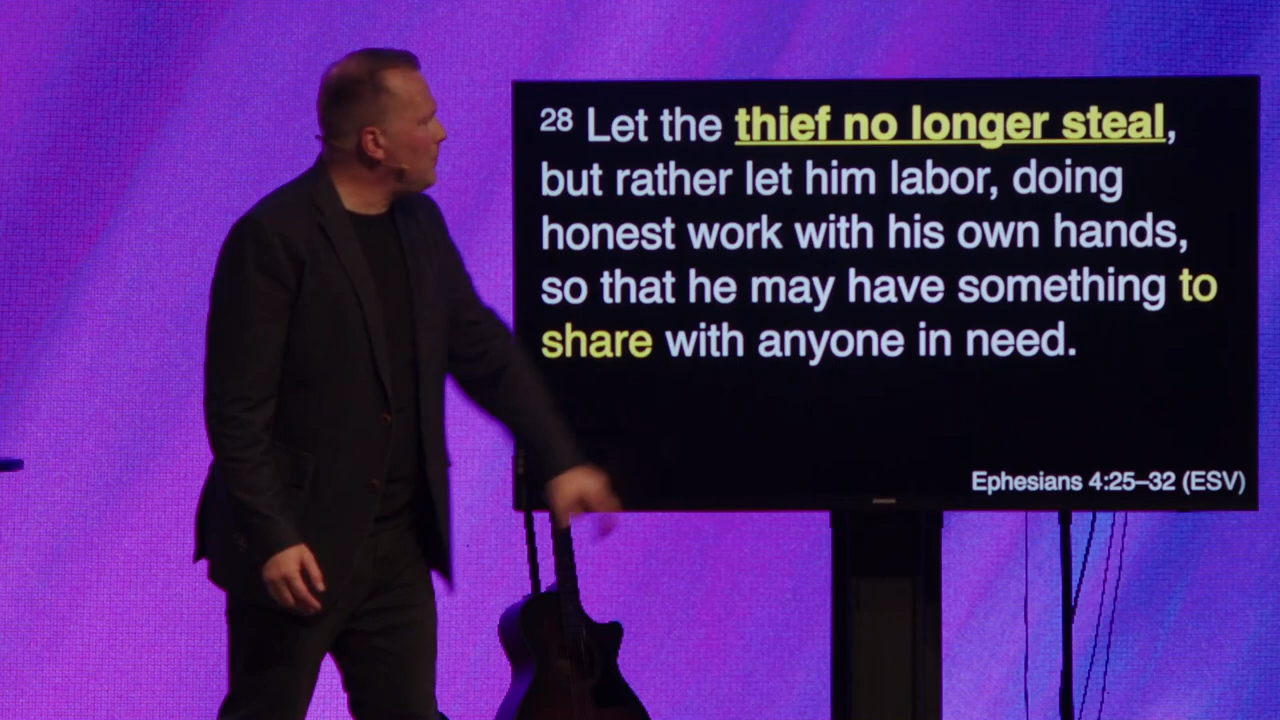 28 Let the thief no longer steal,
but rather let him labor, doing
honest work with his own hands,
so that he may have something to
share with anyone in need.
Ephesians 4:25–32 (ESV)